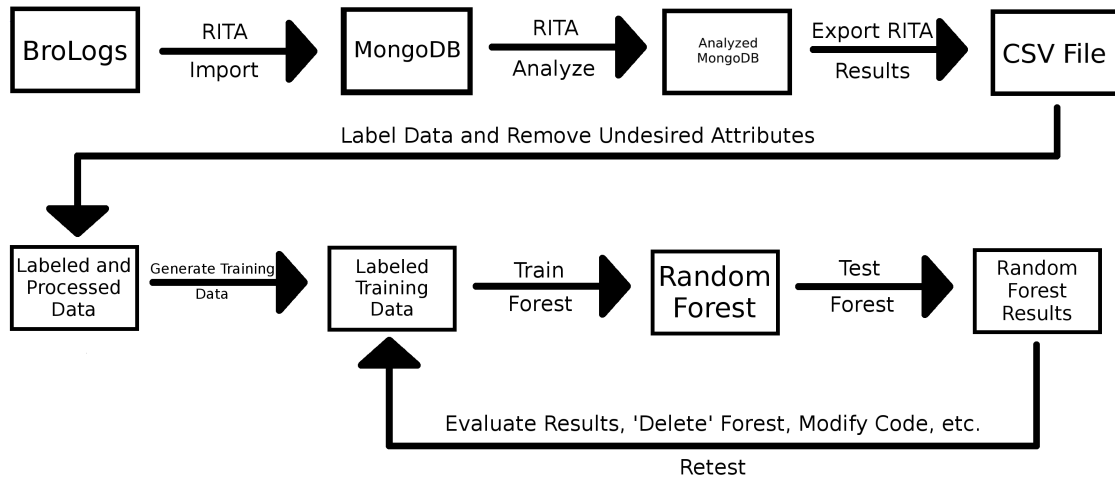 BroLogs
RITA
Import
MongoDB
RITA
Analyze
Analyzed
MongoDB
Export RITA
Results
CSV File
Label Data and Remove Undesired Attributes
Labeled and
Processed
Data
Generate Training
Data
Labeled
Training
Data
Train
Forest
Random
Forest
Test
Forest
Random
Forest
Results
Evaluate Results, 'Delete' Forest, Modify Code, etc.
Retest